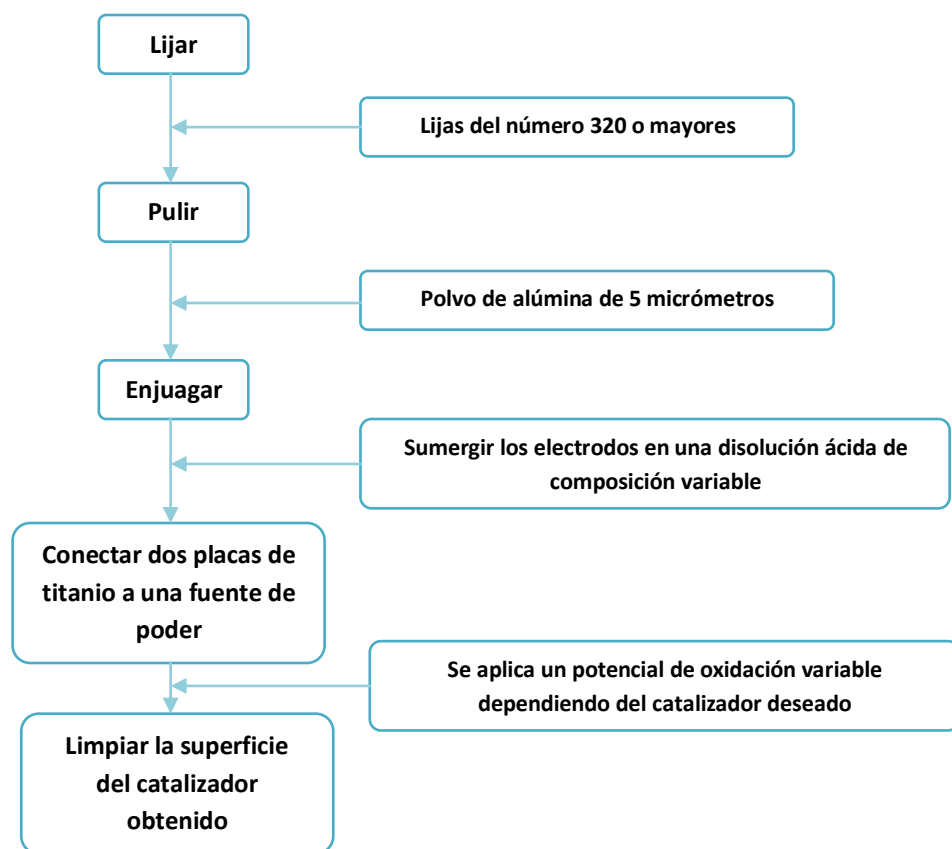 Lijar
Lijas del número 320 o mayores
Pulir
Polvo de alúmina de 5 micrómetros
Enjuagar
Sumergir los electrodos en una disolución ácida de
composición variable
Conectar dos placas de
titanio a una fuente de
poder
Se aplica un potencial de oxidación variable
dependiendo del catalizador deseado
Limpiar la superficie
del catalizador
obtenido